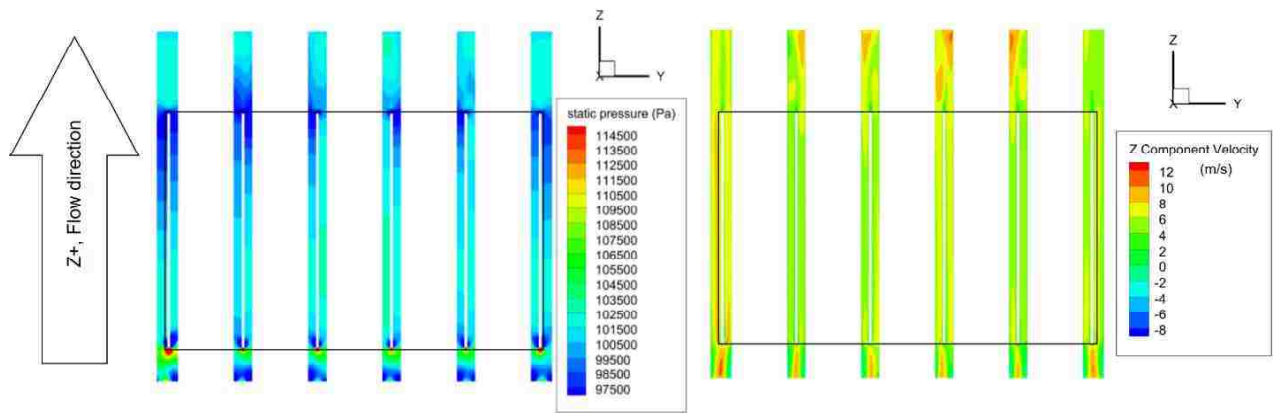 Z+, Flow direction
Z
X
Y
static pressure (Pa)
114500
113500
112500
111500
110500
109500
108500
107500
106500
105500
104500
103500
102500
101500
100500
99500
98500
97500
Z
X
Y
Z Component Velocity
(m/s)
12
10
8
6
4
2
0
-2
-4
-6
-8